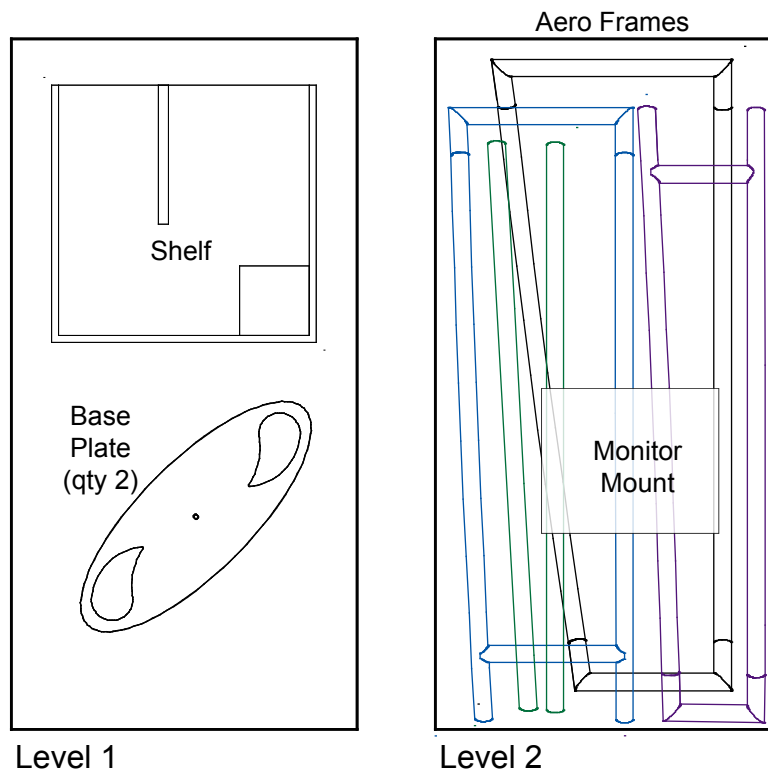 Aero Frames
Shelf
Base
Plate
(qty 2)
Monitor
Mount
Level 1
Level 2